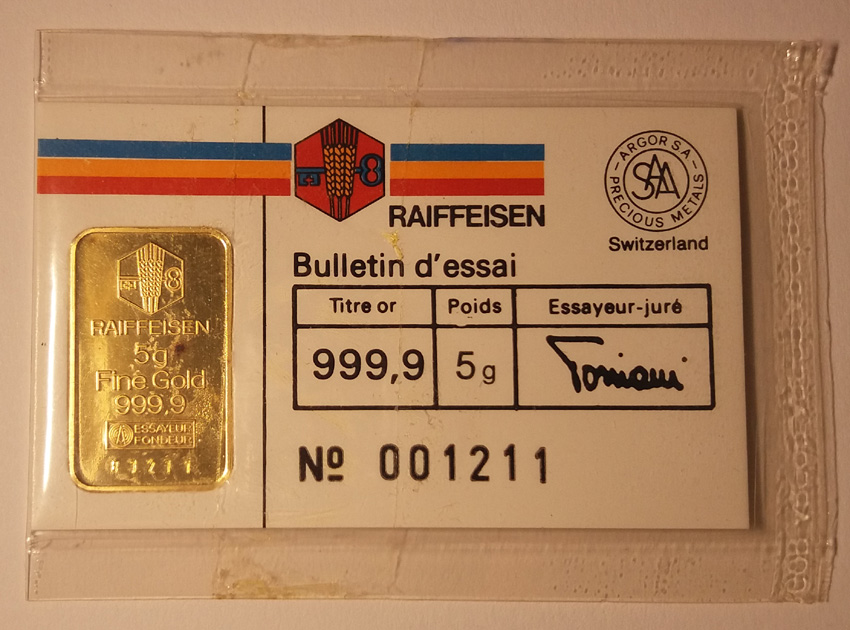 RAIFFEISEN
ARGOR SA
PRECIOUS METALS
SAA
Switzerland
Bulletin d'essai
Titre or Poids Essayeur-juré
999,9 5g
Nº 001211
RAIFFEISEN
5g
Fine Gold
999,9
ESSAYEUR
FONDEUR